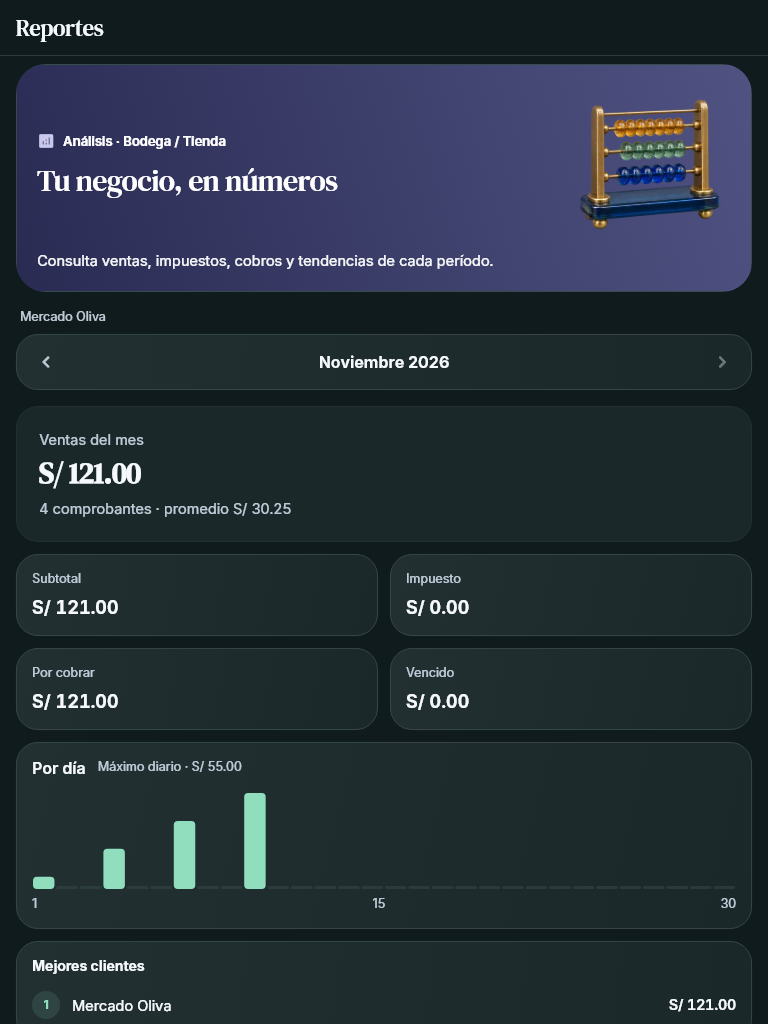 Reportes
Análisis · Bodega / Tienda
Tu negocio, en números
Consulta ventas, impuestos, cobros y tendencias de cada período.
Mercado Oliva
Noviembre 2026
Ventas del mes
S/ 121.00
4 comprobantes · promedio S/ 30.25
Subtotal
S/ 121.00
Impuesto
S/ 0.00
Por cobrar
S/ 121.00
Vencido
S/ 0.00
Por día Máximo diario · S/ 55.00
1 15 30
Mejores clientes
1 Mercado Oliva S/ 121.00